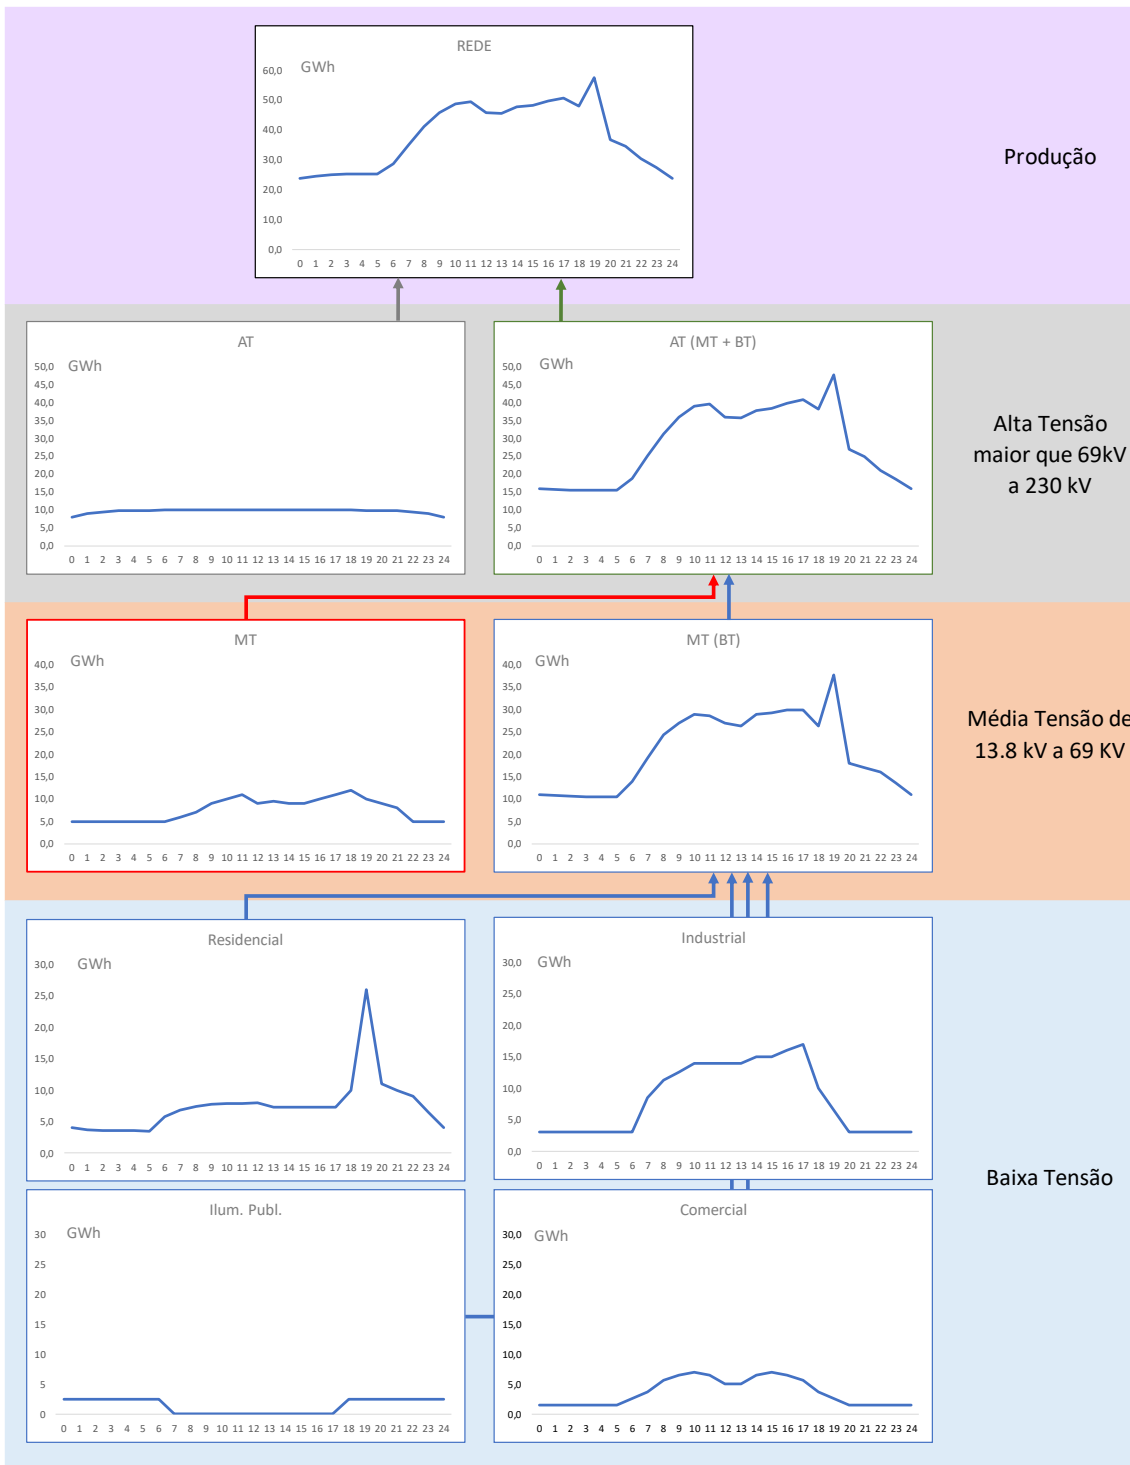 REDE
GWh
60,0
50,0
40,0
30,0
20,0
10,0
0,0
0 1 2 3 4 5 6 7 8 9 10 11 12 13 14 15 16 17 18 19 20 21 22 23 24
Produção
AT
GWh
50,0
45,0
40,0
35,0
30,0
25,0
20,0
15,0
10,0
5,0
0,0
0 1 2 3 4 5 6 7 8 9 10 11 12 13 14 15 16 17 18 19 20 21 22 23 24
AT (MT + BT)
GWh
50,0
45,0
40,0
35,0
30,0
25,0
20,0
15,0
10,0
5,0
0,0
0 1 2 3 4 5 6 7 8 9 10 11 12 13 14 15 16 17 18 19 20 21 22 23 24
Alta Tensão
maior que 69kV
a 230 kV
MT
GWh
40,0
35,0
30,0
25,0
20,0
15,0
10,0
5,0
0,0
0 1 2 3 4 5 6 7 8 9 10 11 12 13 14 15 16 17 18 19 20 21 22 23 24
MT (BT)
GWh
40,0
35,0
30,0
25,0
20,0
15,0
10,0
5,0
0,0
0 1 2 3 4 5 6 7 8 9 10 11 12 13 14 15 16 17 18 19 20 21 22 23 24
Média Tensão de
13.8 kV a 69 KV
Residencial
GWh
30,0
25,0
20,0
15,0
10,0
5,0
0,0
0 1 2 3 4 5 6 7 8 9 10 11 12 13 14 15 16 17 18 19 20 21 22 23 24
Industrial
GWh
30,0
25,0
20,0
15,0
10,0
5,0
0,0
0 1 2 3 4 5 6 7 8 9 10 11 12 13 14 15 16 17 18 19 20 21 22 23 24
Baixa Tensão
Ilum. Publ.
GWh
30
25
20
15
10
5
0
0 1 2 3 4 5 6 7 8 9 10 11 12 13 14 15 16 17 18 19 20 21 22 23 24
Comercial
GWh
30,0
25,0
20,0
15,0
10,0
5,0
0,0
0 1 2 3 4 5 6 7 8 9 10 11 12 13 14 15 16 17 18 19 20 21 22 23 24